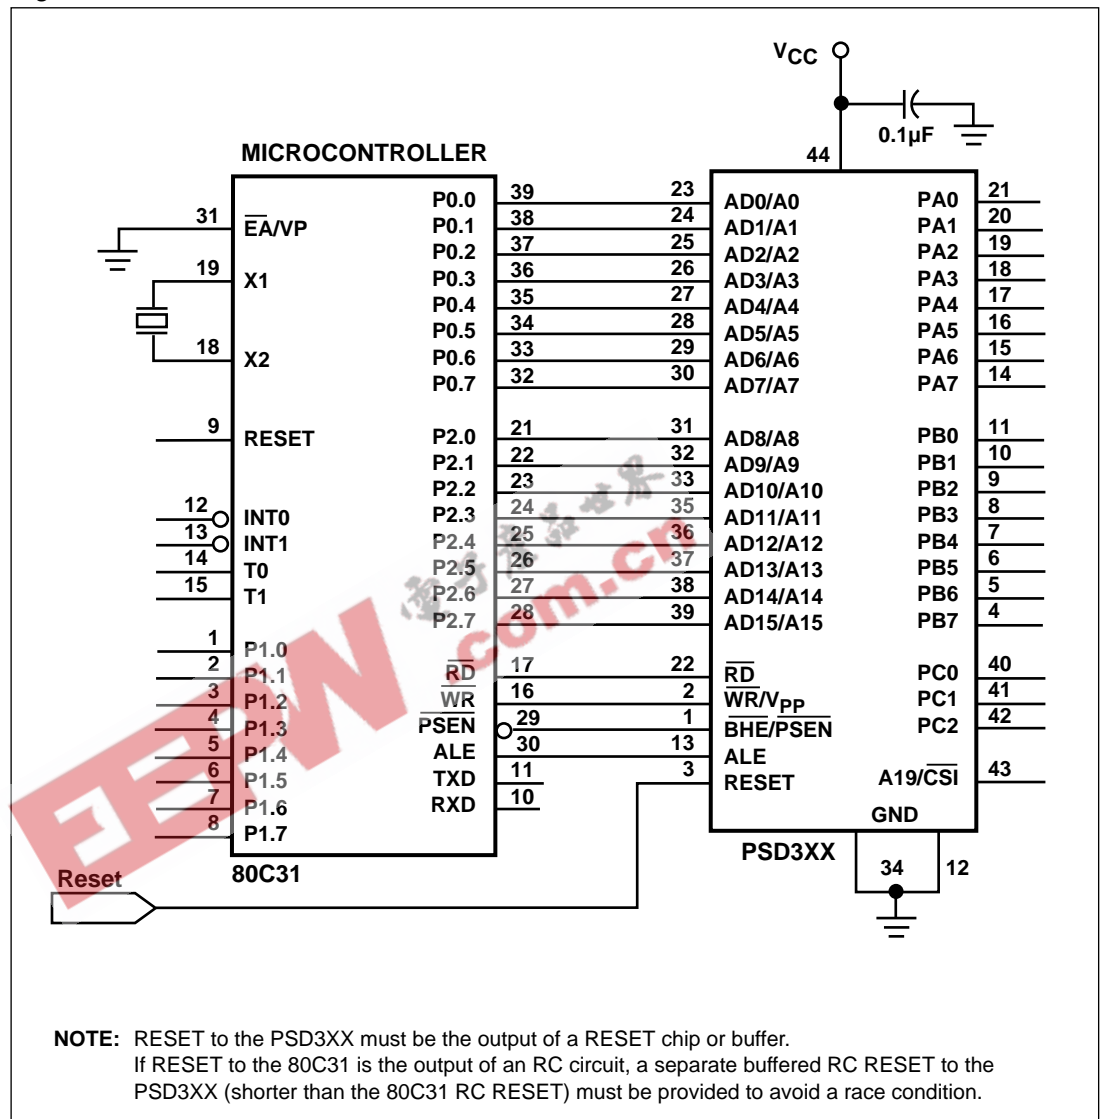 VCC
0.1µF
44
MICROCONTROLLER
PSD3XX
80C31
31 EA/VP
19 X1
18 X2
9 RESET
12 INT0
13 INT1
14 T0
15 T1
1 P1.0
2 P1.1
3 P1.2
4 P1.3
5 P1.4
6 P1.5
7 P1.6
8 P1.7
P0.0 39 23 AD0/A0
P0.1 38 24 AD1/A1
P0.2 37 25 AD2/A2
P0.3 36 26 AD3/A3
P0.4 35 27 AD4/A4
P0.5 34 28 AD5/A5
P0.6 33 29 AD6/A6
P0.7 32 30 AD7/A7
P2.0 21 31 AD8/A8
P2.1 22 32 AD9/A9
P2.2 23 33 AD10/A10
P2.3 24 35 AD11/A11
P2.4 25 36 AD12/A12
P2.5 26 37 AD13/A13
P2.6 27 38 AD14/A14
P2.7 28 39 AD15/A15
RD 17 22 RD
WR 16 2 WR/VPP
PSEN 29 1 BHE/PSEN
ALE 30 13 ALE
TXD 11
RXD 10
3 RESET
PA0 21
PA1 20
PA2 19
PA3 18
PA4 17
PA5 16
PA6 15
PA7 14
PB0 11
PB1 10
PB2 9
PB3 8
PB4 7
PB5 6
PB6 5
PB7 4
PC0 40
PC1 41
PC2 42
A19/CSI 43
GND
34 12
Reset
EEPW
.com.cn
電子產品世界
NOTE: RESET to the PSD3XX must be the output of a RESET chip or buffer.
If RESET to the 80C31 is the output of an RC circuit, a separate buffered RC RESET to the
PSD3XX (shorter than the 80C31 RC RESET) must be provided to avoid a race condition.